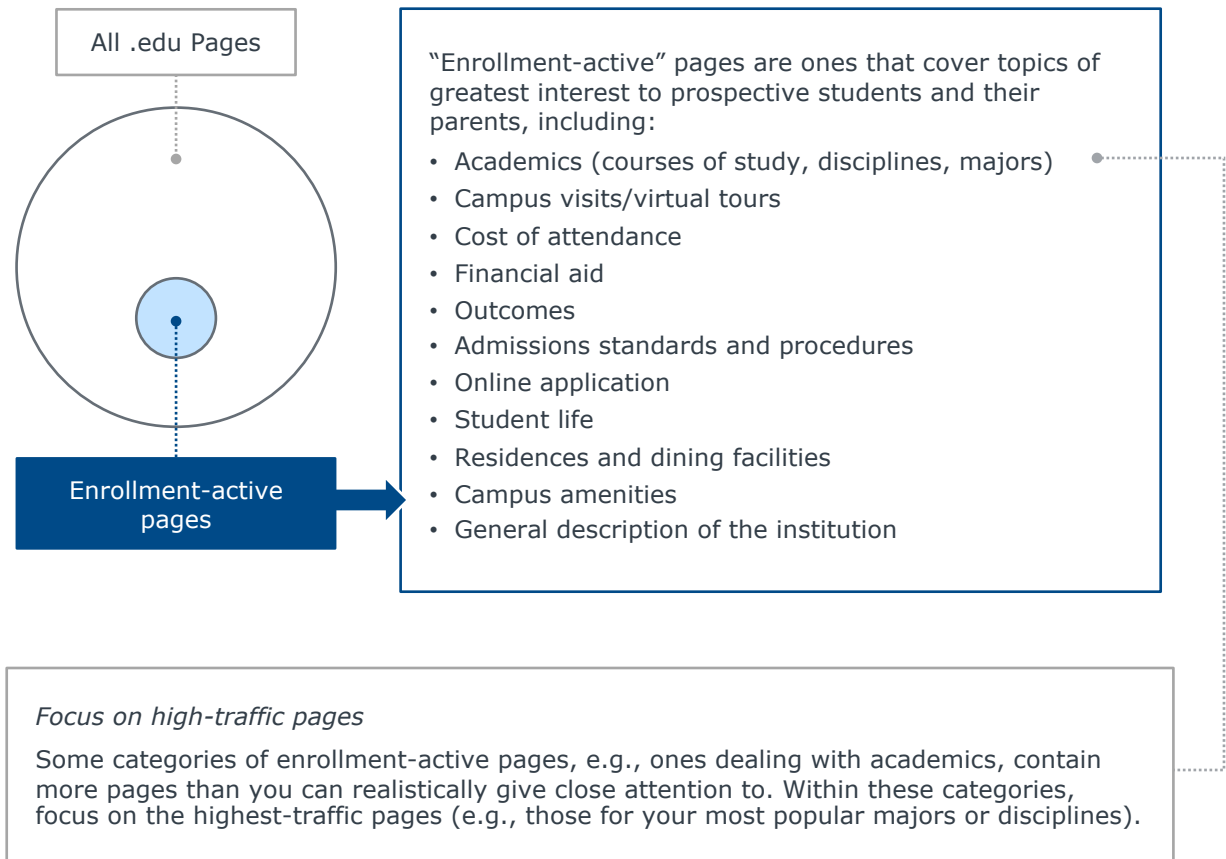 All .edu Pages
Enrollment-active
pages
“Enrollment-active” pages are ones that cover topics of
greatest interest to prospective students and their
parents, including:
• Academics (courses of study, disciplines, majors)
• Campus visits/virtual tours
• Cost of attendance
• Financial aid
• Outcomes
• Admissions standards and procedures
• Online application
• Student life
• Residences and dining facilities
• Campus amenities
• General description of the institution
Focus on high-traffic pages
Some categories of enrollment-active pages, e.g., ones dealing with academics, contain
more pages than you can realistically give close attention to. Within these categories,
focus on the highest-traffic pages (e.g., those for your most popular majors or disciplines).